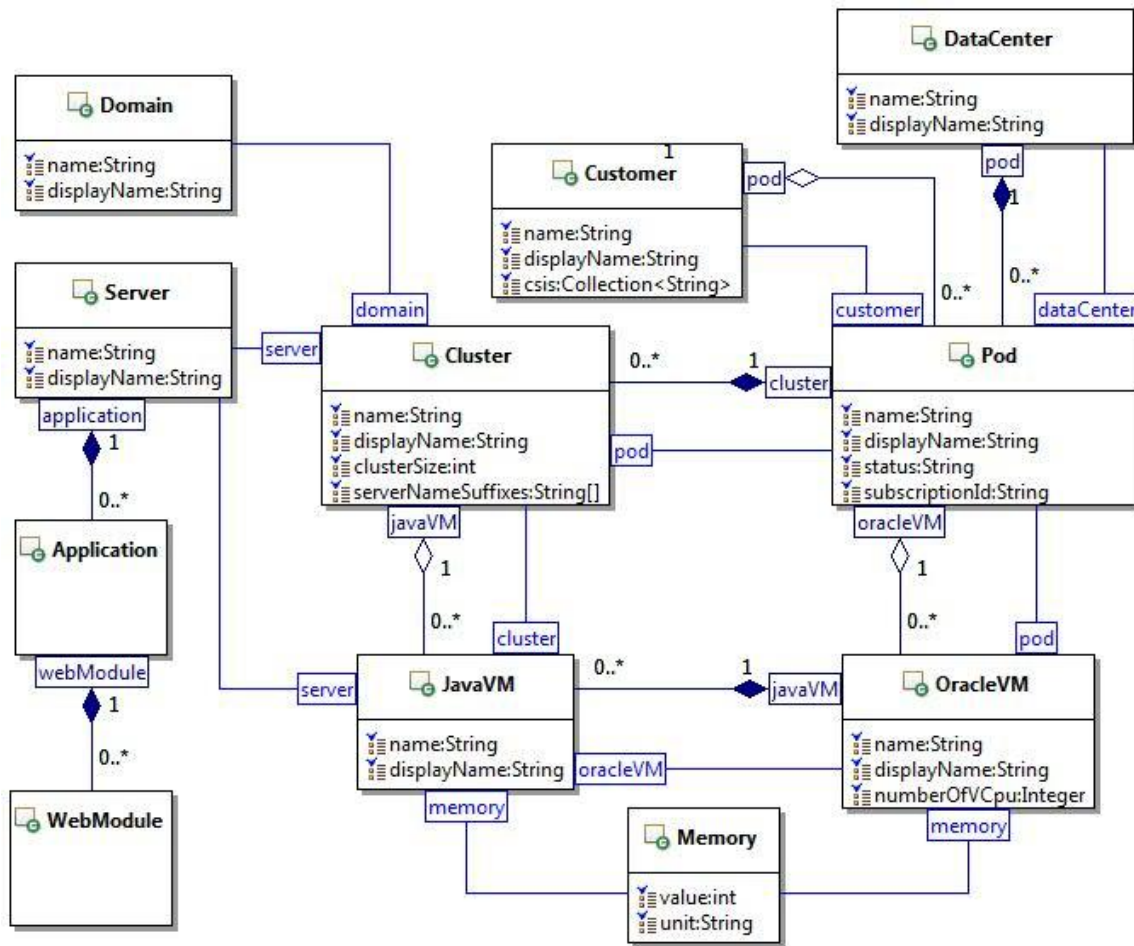 DataCenter
name:String
displayName:String
pod
1
0..*
dataCenter
Domain
name:String
displayName:String
domain
Customer
1
pod
name:String
displayName:String
csis:Collection<String>
0..*
customer
Server
name:String
displayName:String
server
application
1
0..*
Cluster
name:String
displayName:String
clusterSize:int
serverNameSuffixes:String[]
0..*
1
cluster
pod
Pod
name:String
displayName:String
status:String
subscriptionId:String
javaVM
1
0..*
cluster
oracleVM
1
0..*
pod
Application
webModule
1
0..*
WebModule
server
JavaVM
name:String
displayName:String
0..*
1
javaVM
oracleVM
memory
OracleVM
name:String
displayName:String
numberOfVCpu:Integer
memory
Memory
value:int
unit:String